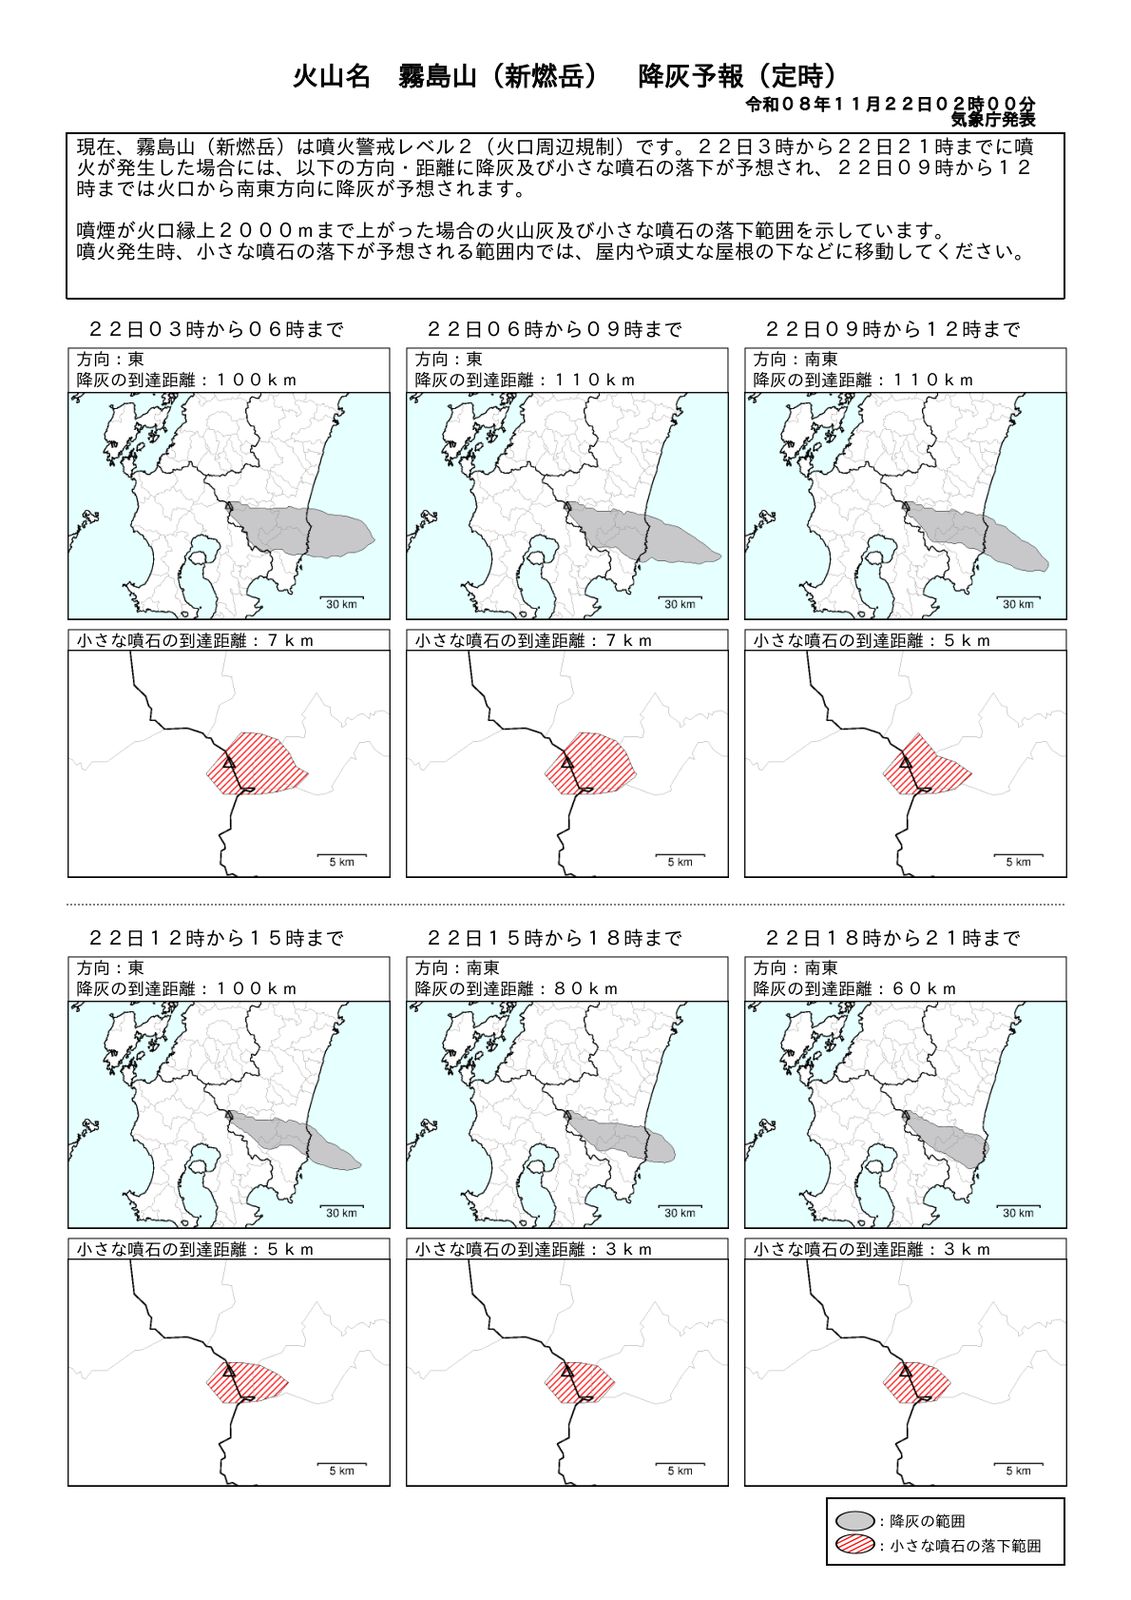 火山名　霧島山（新燃岳）　降灰予報（定時）
令和０８年１１月２２日０２時００分
気象庁発表
現在、霧島山（新燃岳）は噴火警戒レベル２（火口周辺規制）です。２２日３時から２２日２１時までに噴
火が発生した場合には、以下の方向・距離に降灰及び小さな噴石の落下が予想され、２２日０９時から１２
時までは火口から南東方向に降灰が予想されます。
噴煙が火口縁上２０００ｍまで上がった場合の火山灰及び小さな噴石の落下範囲を示しています。
噴火発生時、小さな噴石の落下が予想される範囲内では、屋内や頑丈な屋根の下などに移動してください。
２２日０３時から０６時まで
方向：東
降灰の到達距離：１００ｋｍ
30 km
小さな噴石の到達距離：７ｋｍ
5 km
２２日０６時から０９時まで
方向：東
降灰の到達距離：１１０ｋｍ
30 km
小さな噴石の到達距離：７ｋｍ
5 km
２２日０９時から１２時まで
方向：南東
降灰の到達距離：１１０ｋｍ
30 km
小さな噴石の到達距離：５ｋｍ
5 km
２２日１２時から１５時まで
方向：東
降灰の到達距離：１００ｋｍ
30 km
小さな噴石の到達距離：５ｋｍ
5 km
２２日１５時から１８時まで
方向：南東
降灰の到達距離：８０ｋｍ
30 km
小さな噴石の到達距離：３ｋｍ
5 km
２２日１８時から２１時まで
方向：南東
降灰の到達距離：６０ｋｍ
30 km
小さな噴石の到達距離：３ｋｍ
5 km
：降灰の範囲
：小さな噴石の落下範囲